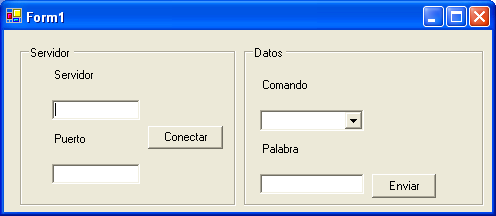 Form1
Servidor
Servidor
Puerto
Conectar
Datos
Comando
Palabra
Enviar